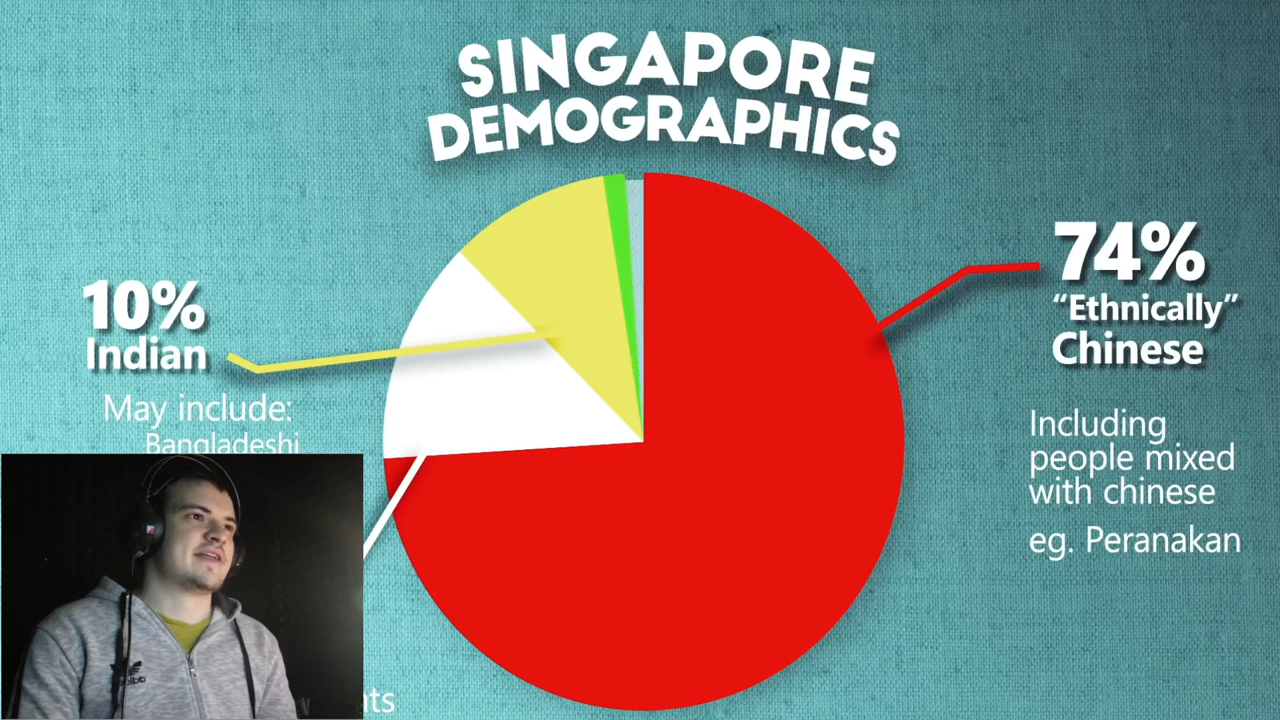 SINGAPORE
DEMOGRAPHICS
74%
“Ethnically”
Chinese
Including
people mixed
with chinese
eg. Peranakan
10%
Indian
May include:
Bangladeshi